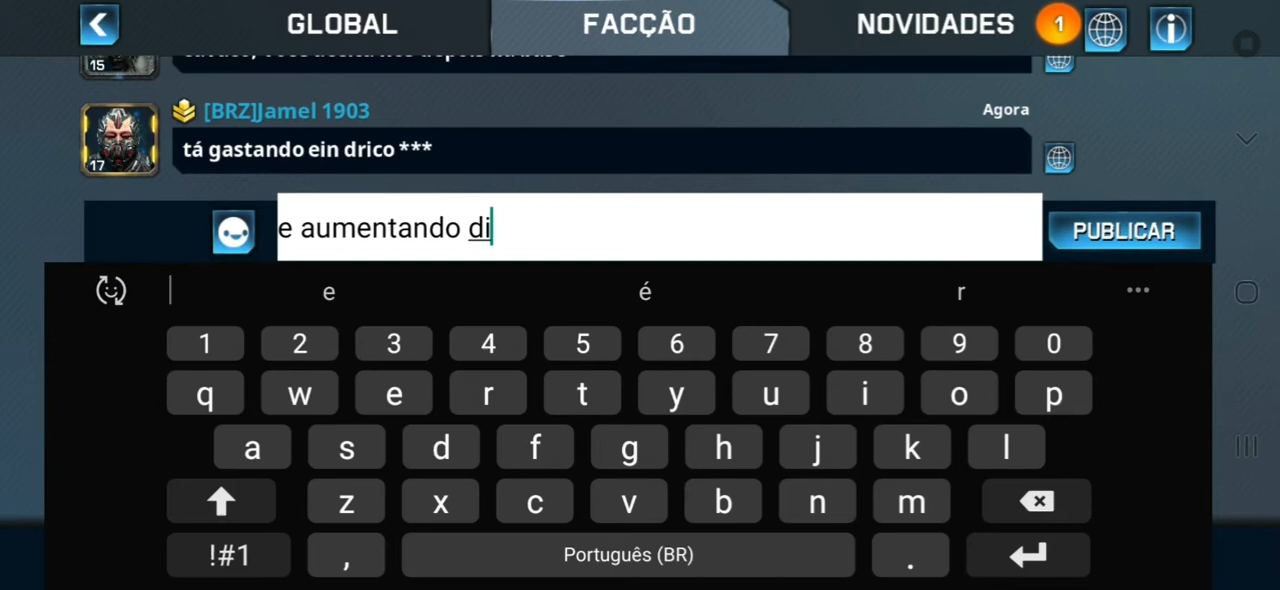 GLOBAL
FACÇÃO
NOVIDADES
1
15
[BRZ]Jamel 1903
Agora
17
tá gastando ein drico ***
e aumentando di
PUBLICAR
e é r
1 2 3 4 5 6 7 8 9 0
q w e r t y u i o p
a s d f g h j k l
z x c v b n m
!#1 , Português (BR) .